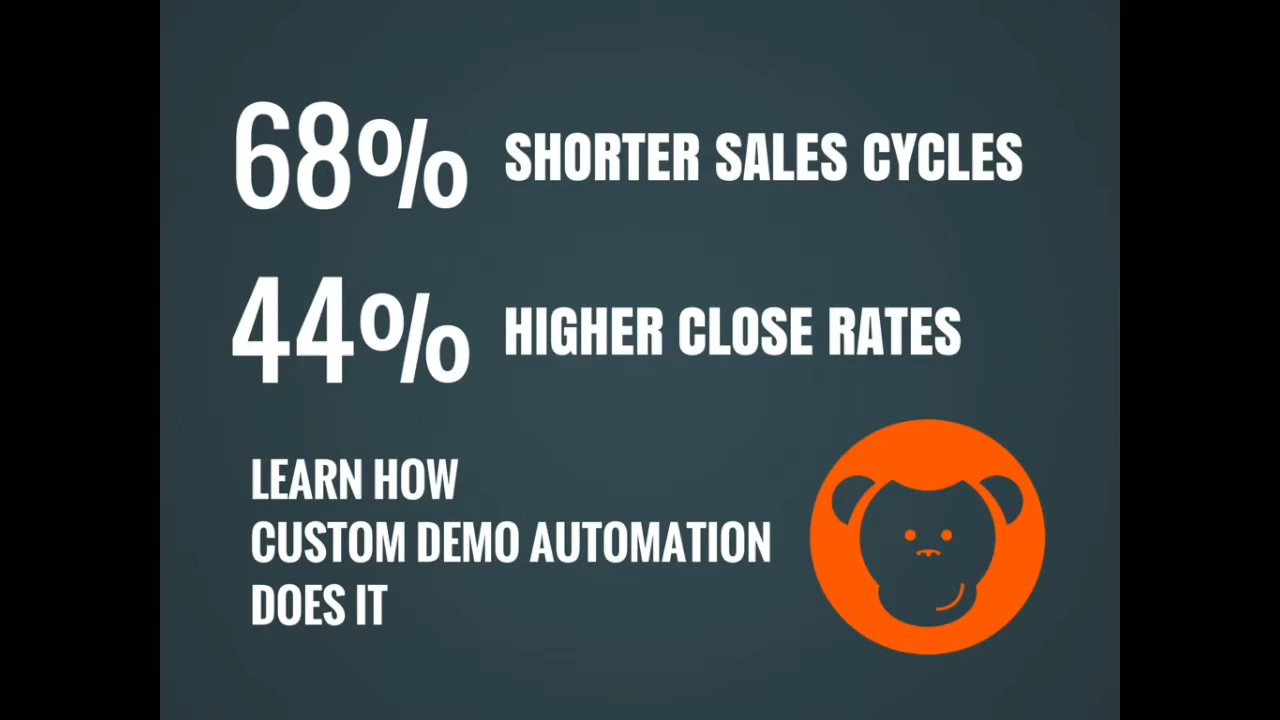 68% SHORTER SALES CYCLES
44% HIGHER CLOSE RATES
LEARN HOW
CUSTOM DEMO AUTOMATION
DOES IT